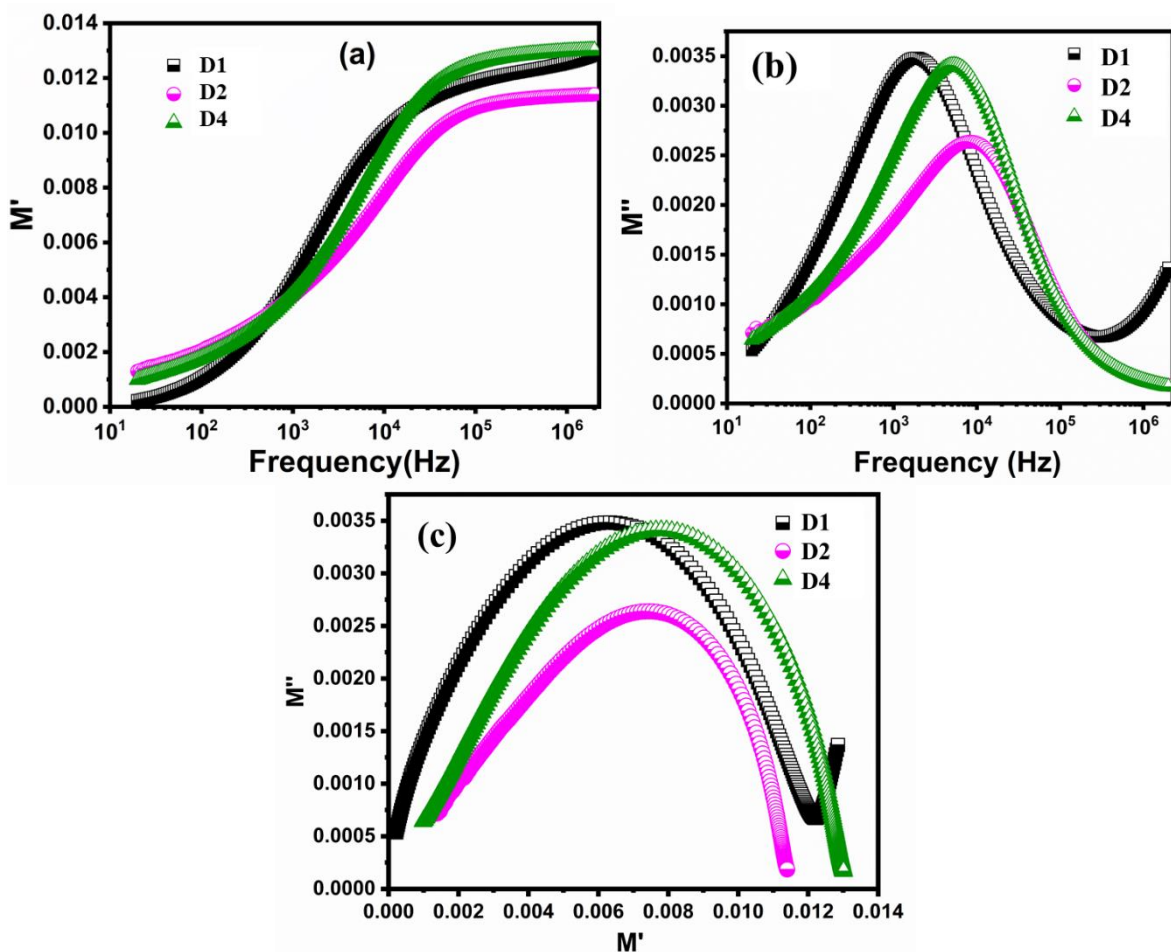 (a)
D1
D2
D4
M'
0.014
0.012
0.010
0.008
0.006
0.004
0.002
0.000
10¹ 10² 10³ 10⁴ 10⁵ 10⁶
Frequency(Hz)
(b)
D1
D2
D4
M''
0.0035
0.0030
0.0025
0.0020
0.0015
0.0010
0.0005
0.0000
10¹ 10² 10³ 10⁴ 10⁵ 10⁶
Frequency (Hz)
(c)
D1
D2
D4
M''
0.0035
0.0030
0.0025
0.0020
0.0015
0.0010
0.0005
0.0000
0.000 0.002 0.004 0.006 0.008 0.010 0.012 0.014
M'